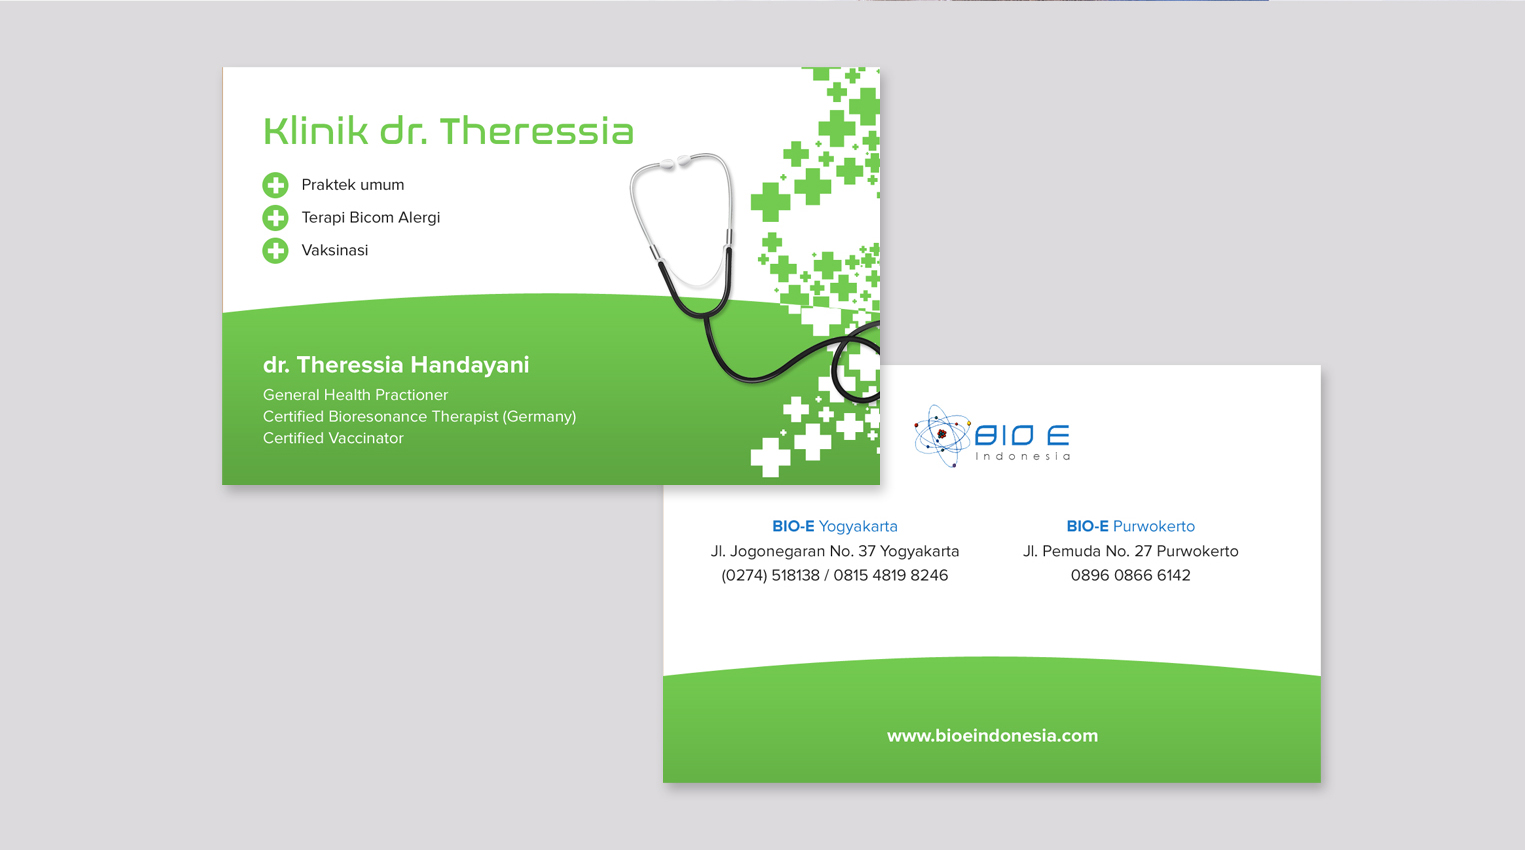 Klinik dr. Theressia
Praktek umum
Terapi Bicom Alergi
Vaksinasi
dr. Theressia Handayani
General Health Practioner
Certified Bioresonance Therapist (Germany)
Certified Vaccinator
BIO E
Indonesia
BIO-E Yogyakarta
Jl. Jogonegaran No. 37 Yogyakarta
(0274) 518138 / 0815 4819 8246
BIO-E Purwokerto
Jl. Pemuda No. 27 Purwokerto
0896 0866 6142
www.bioeindonesia.com